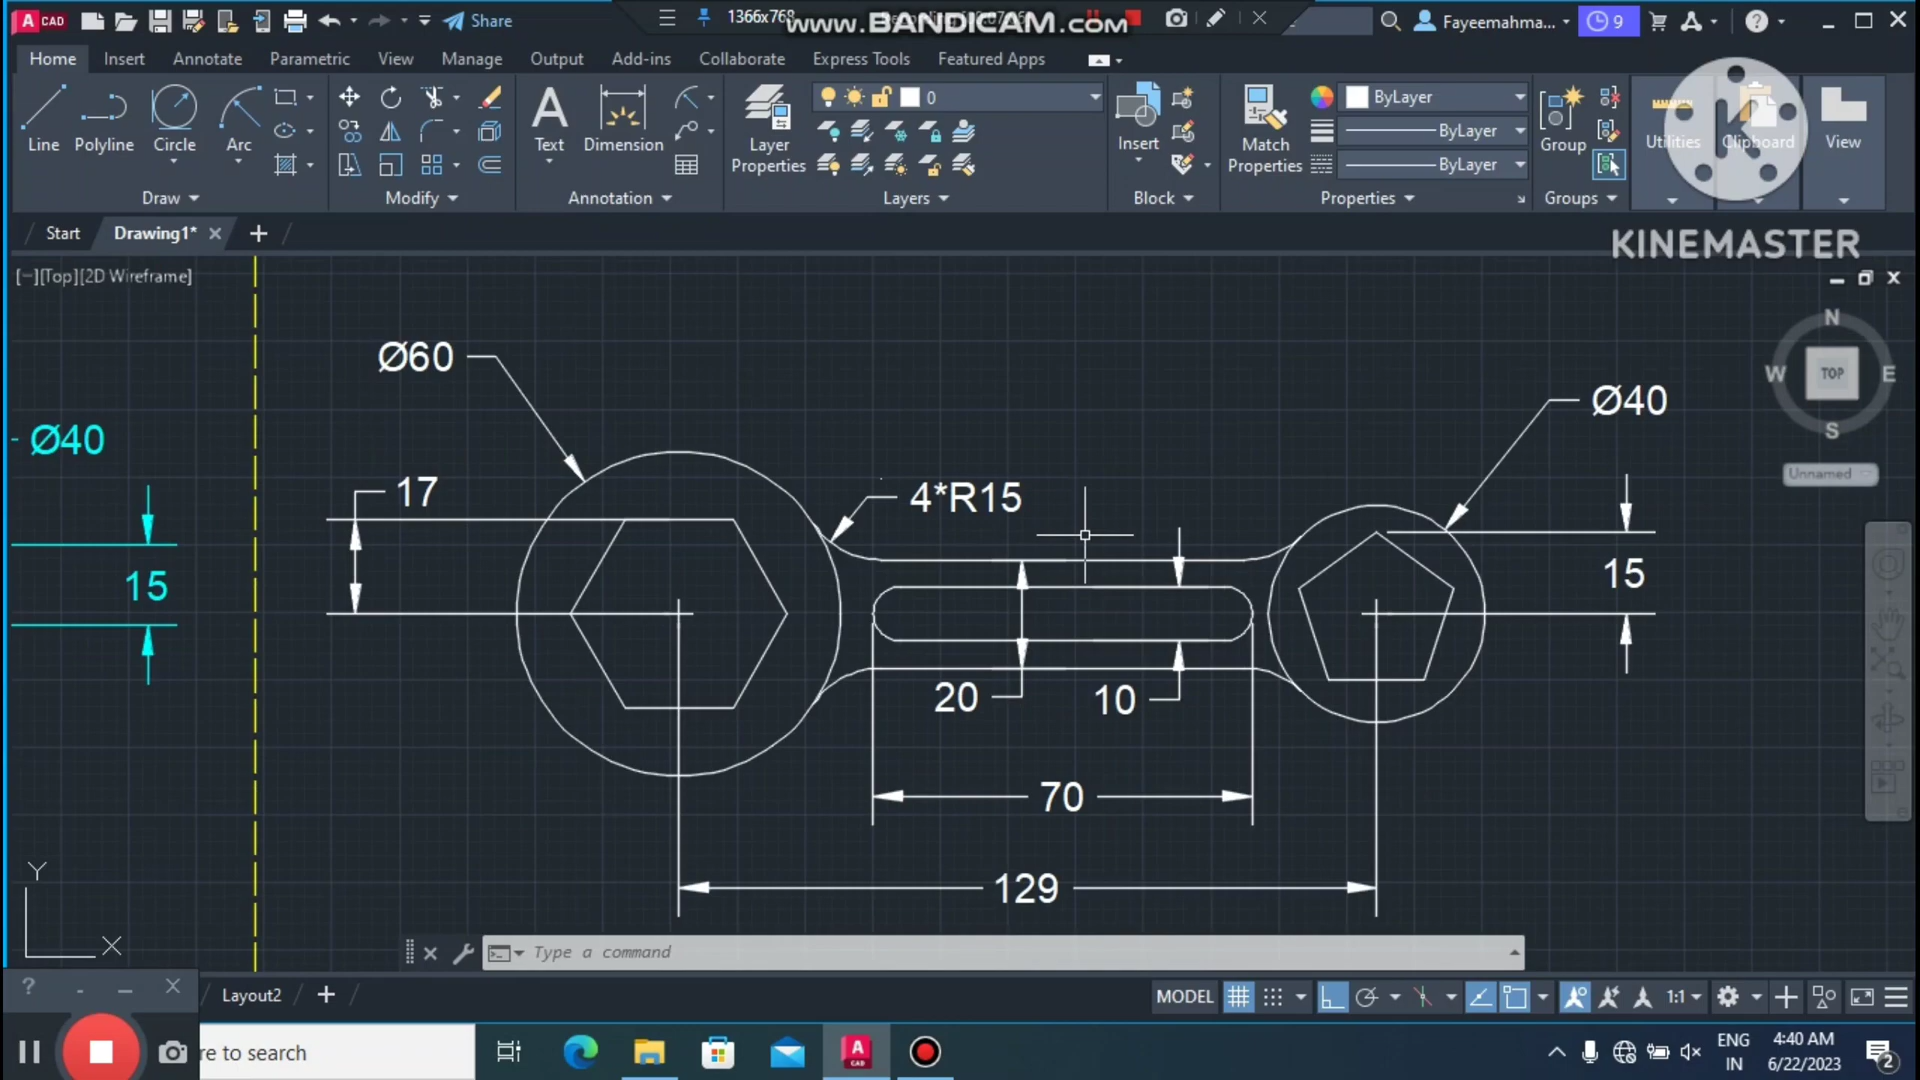 A CAD Share 1366x768 www.BANDICAM.com Fayeemahma... 9
Home Insert Annotate Parametric View Manage Output Add-ins Collaborate Express Tools Featured Apps
0 ByLayer
ByLayer
ByLayer
Line Polyline Circle Arc Text Dimension Layer Properties Insert Match Properties Group Utilities Clipboard View
Draw Modify Annotation Layers Block Properties Groups
Start Drawing1* KINEMASTER
[−][Top][2D Wireframe]
N
W TOP E
S
Unnamed
Ø60
Ø40
Ø40
17
4*R15
15
15
20
10
70
129
Y
X
Type a command
Layout2 MODEL 1:1
re to search
ENG
IN
4:40 AM
6/22/2023
2